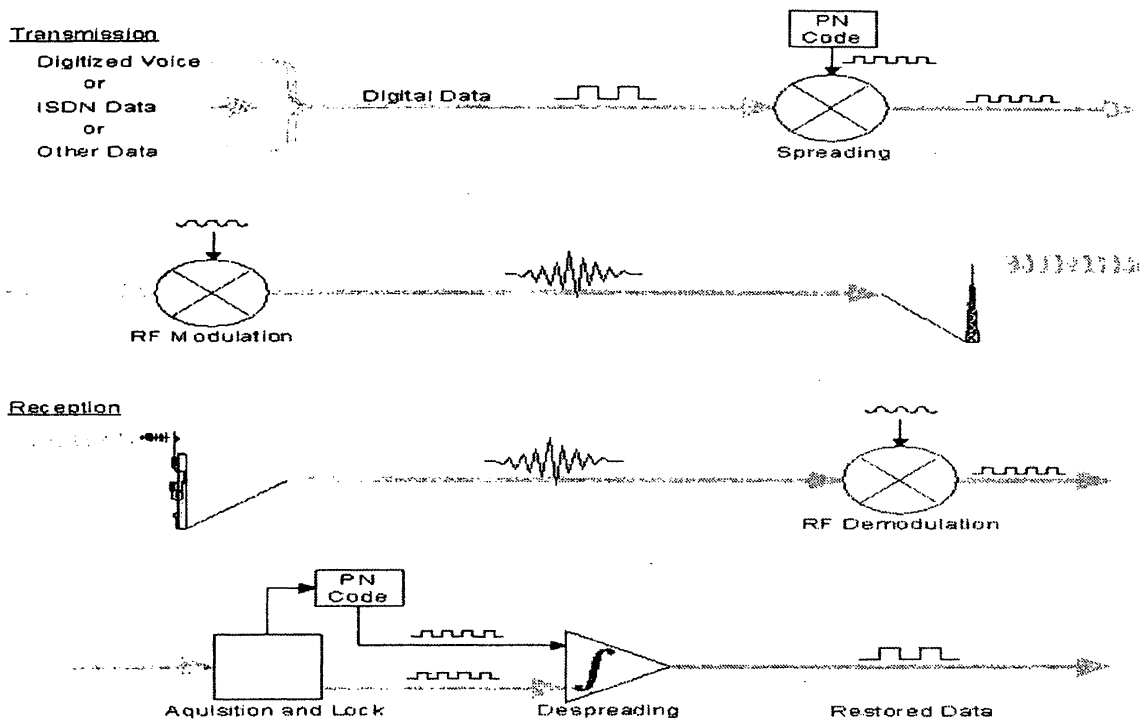 PN
Code
Transmission
Digitized Voice
or
ISDN Data
or
Other Data
Digital Data
Spreading
RF Modulation
Reception
RF Demodulation
PN
Code
Aquisition and Lock
Despreading
Restored Data